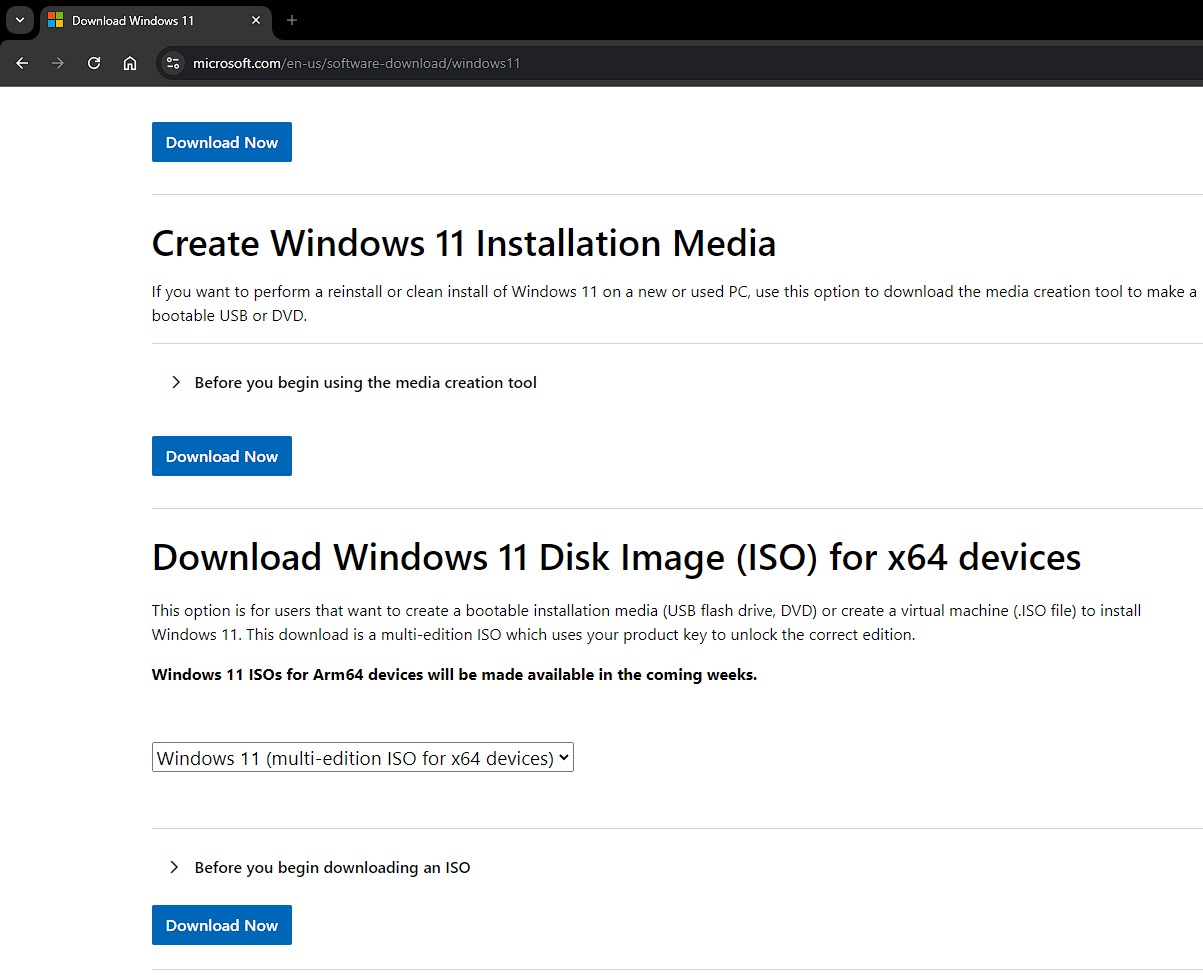 Download Windows 11
microsoft.com/en-us/software-download/windows11
Download Now
Create Windows 11 Installation Media
If you want to perform a reinstall or clean install of Windows 11 on a new or used PC, use this option to download the media creation tool to make a
bootable USB or DVD.
Before you begin using the media creation tool
Download Now
Download Windows 11 Disk Image (ISO) for x64 devices
This option is for users that want to create a bootable installation media (USB flash drive, DVD) or create a virtual machine (.ISO file) to install
Windows 11. This download is a multi-edition ISO which uses your product key to unlock the correct edition.
Windows 11 ISOs for Arm64 devices will be made available in the coming weeks.
Windows 11 (multi-edition ISO for x64 devices)
Before you begin downloading an ISO
Download Now